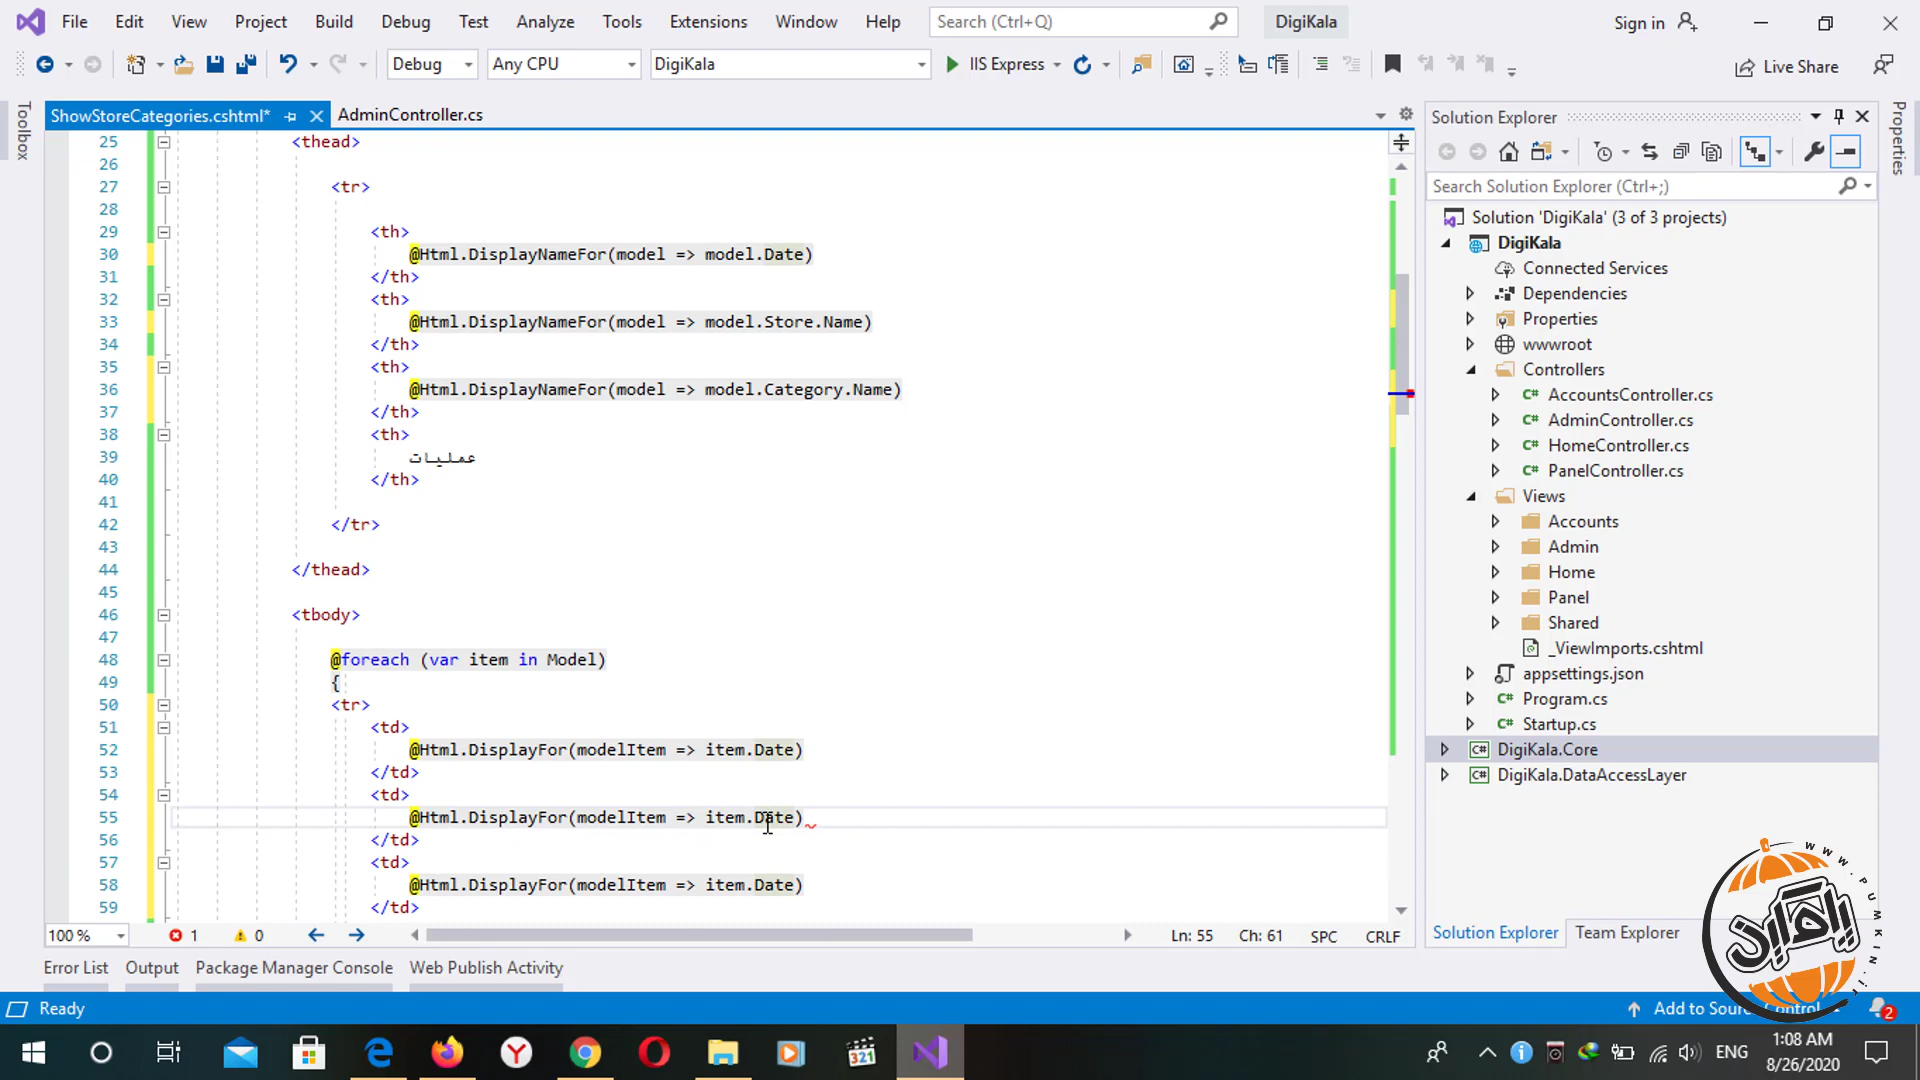 File Edit View Project Build Debug Test Analyze Tools Extensions Window Help Search (Ctrl+Q) DigiKala Sign in
Debug Any CPU DigiKala IIS Express Live Share
Toolbox
ShowStoreCategories.cshtml* AdminController.cs
25 <thead>
26
27 <tr>
28
29 <th>
30 @Html.DisplayNameFor(model => model.Date)
31 </th>
32 <th>
33 @Html.DisplayNameFor(model => model.Store.Name)
34 </th>
35 <th>
36 @Html.DisplayNameFor(model => model.Category.Name)
37 </th>
38 <th>
39 عملیات
40 </th>
41
42 </tr>
43
44 </thead>
45
46 <tbody>
47
48 @foreach (var item in Model)
49 {
50 <tr>
51 <td>
52 @Html.DisplayFor(modelItem => item.Date)
53 </td>
54 <td>
55 @Html.DisplayFor(modelItem => item.Date)
56 </td>
57 <td>
58 @Html.DisplayFor(modelItem => item.Date)
59 </td>
100 % 1 0 Ln: 55 Ch: 61 SPC CRLF
Error List Output Package Manager Console Web Publish Activity
Solution Explorer
Search Solution Explorer (Ctrl+;)
Solution 'DigiKala' (3 of 3 projects)
DigiKala
Connected Services
Dependencies
Properties
wwwroot
Controllers
C# AccountsController.cs
C# AdminController.cs
C# HomeController.cs
C# PanelController.cs
Views
Accounts
Admin
Home
Panel
Shared
_ViewImports.cshtml
appsettings.json
C# Program.cs
C# Startup.cs
C# DigiKala.Core
C# DigiKala.DataAccessLayer
Solution Explorer Team Explorer
Properties
www.PUMKIN.ir
Ready Add to Source Control 2
321 ENG 1:08 AM
8/26/2020